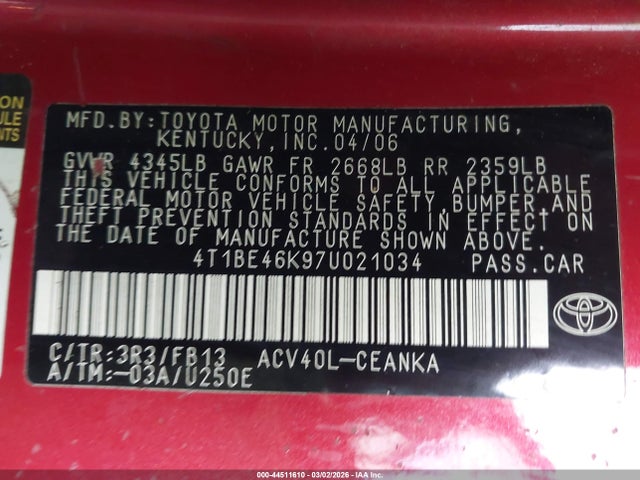 ION
ULE
NTS
MFD.BY:TOYOTA MOTOR MANUFACTURING,
KENTUCKY,INC.04/06
GVWR 4345LB GAWR FR 2668LB RR 2359LB
THIS VEHICLE CONFORMS TO ALL APPLICABLE
FEDERAL MOTOR VEHICLE SAFETY,BUMPER,AND
THEFT PREVENTION STANDARDS IN EFFECT ON
THE DATE OF MANUFACTURE SHOWN ABOVE.
4T1BE46K97U021034 PASS.CAR
C/TR:3R3/FB13 ACV40L-CEANKA
A/TM:-03A/U250E
000-44511610 - 03/02/2026 - IAA Inc.